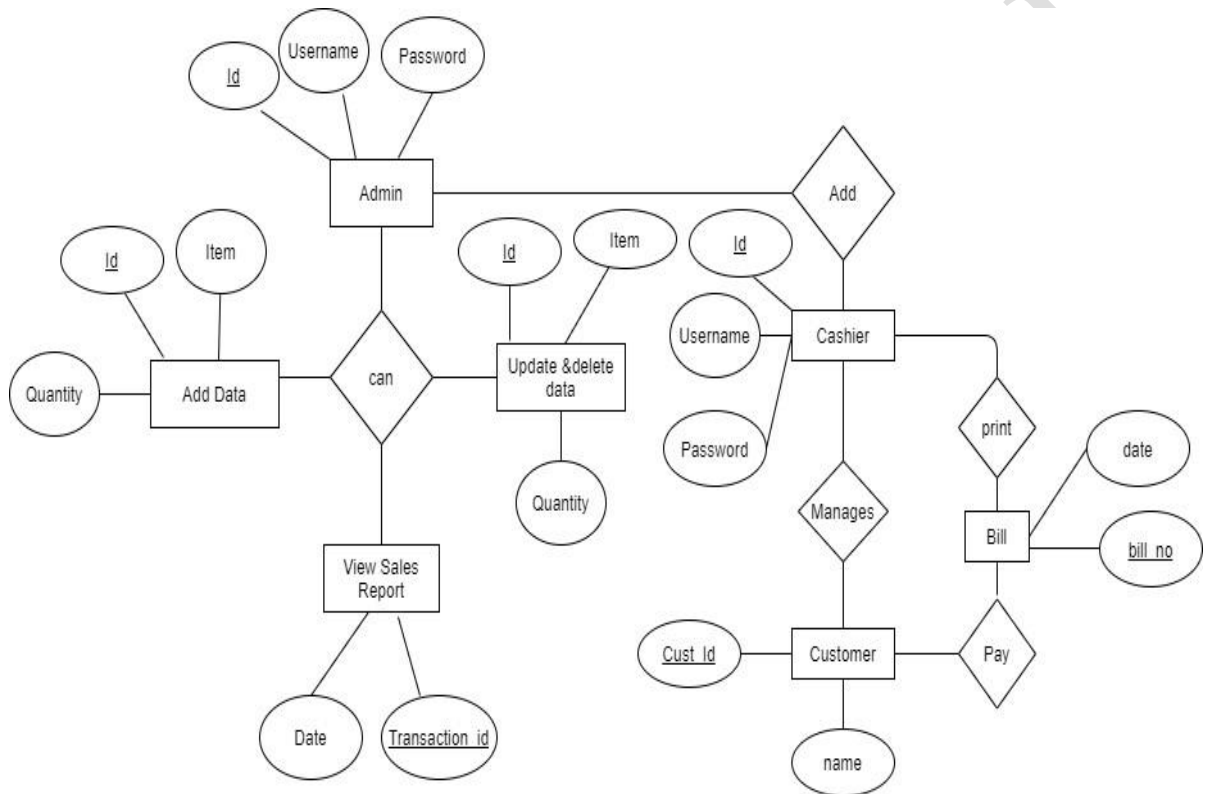 Username
Password
Id
Admin
Add
Id
Item
Id
Item
Id
Username
Cashier
Quantity
Add Data
can
Update &delete
data
Password
print
date
Quantity
Manages
Bill
bill_no
View Sales
Report
Cust_Id
Customer
Pay
Date
Transaction_id
name